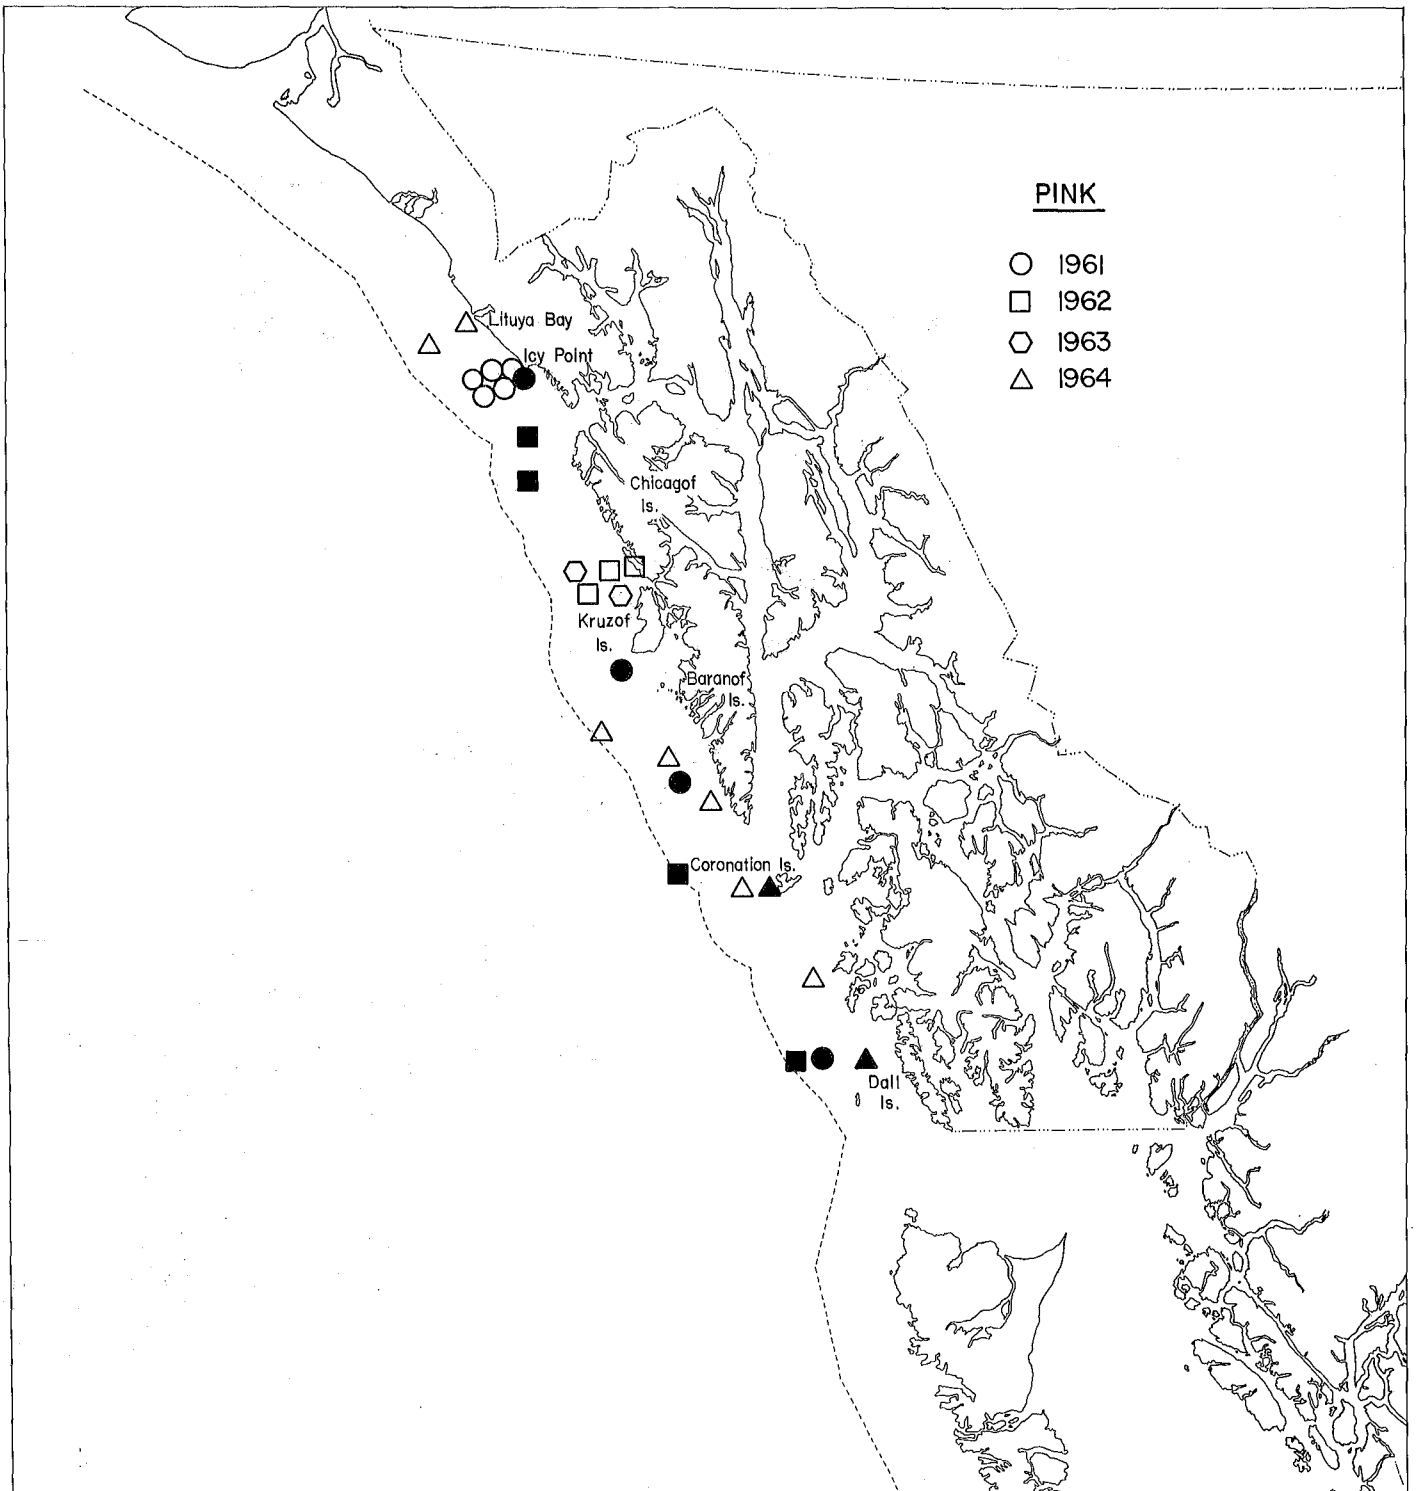 PINK
1961
1962
1963
1964
Lituya Bay
Icy Point
Chicagof
Is.
Kruzof
Is.
Baranof
Is.
Coronation Is.
Dall
Is.